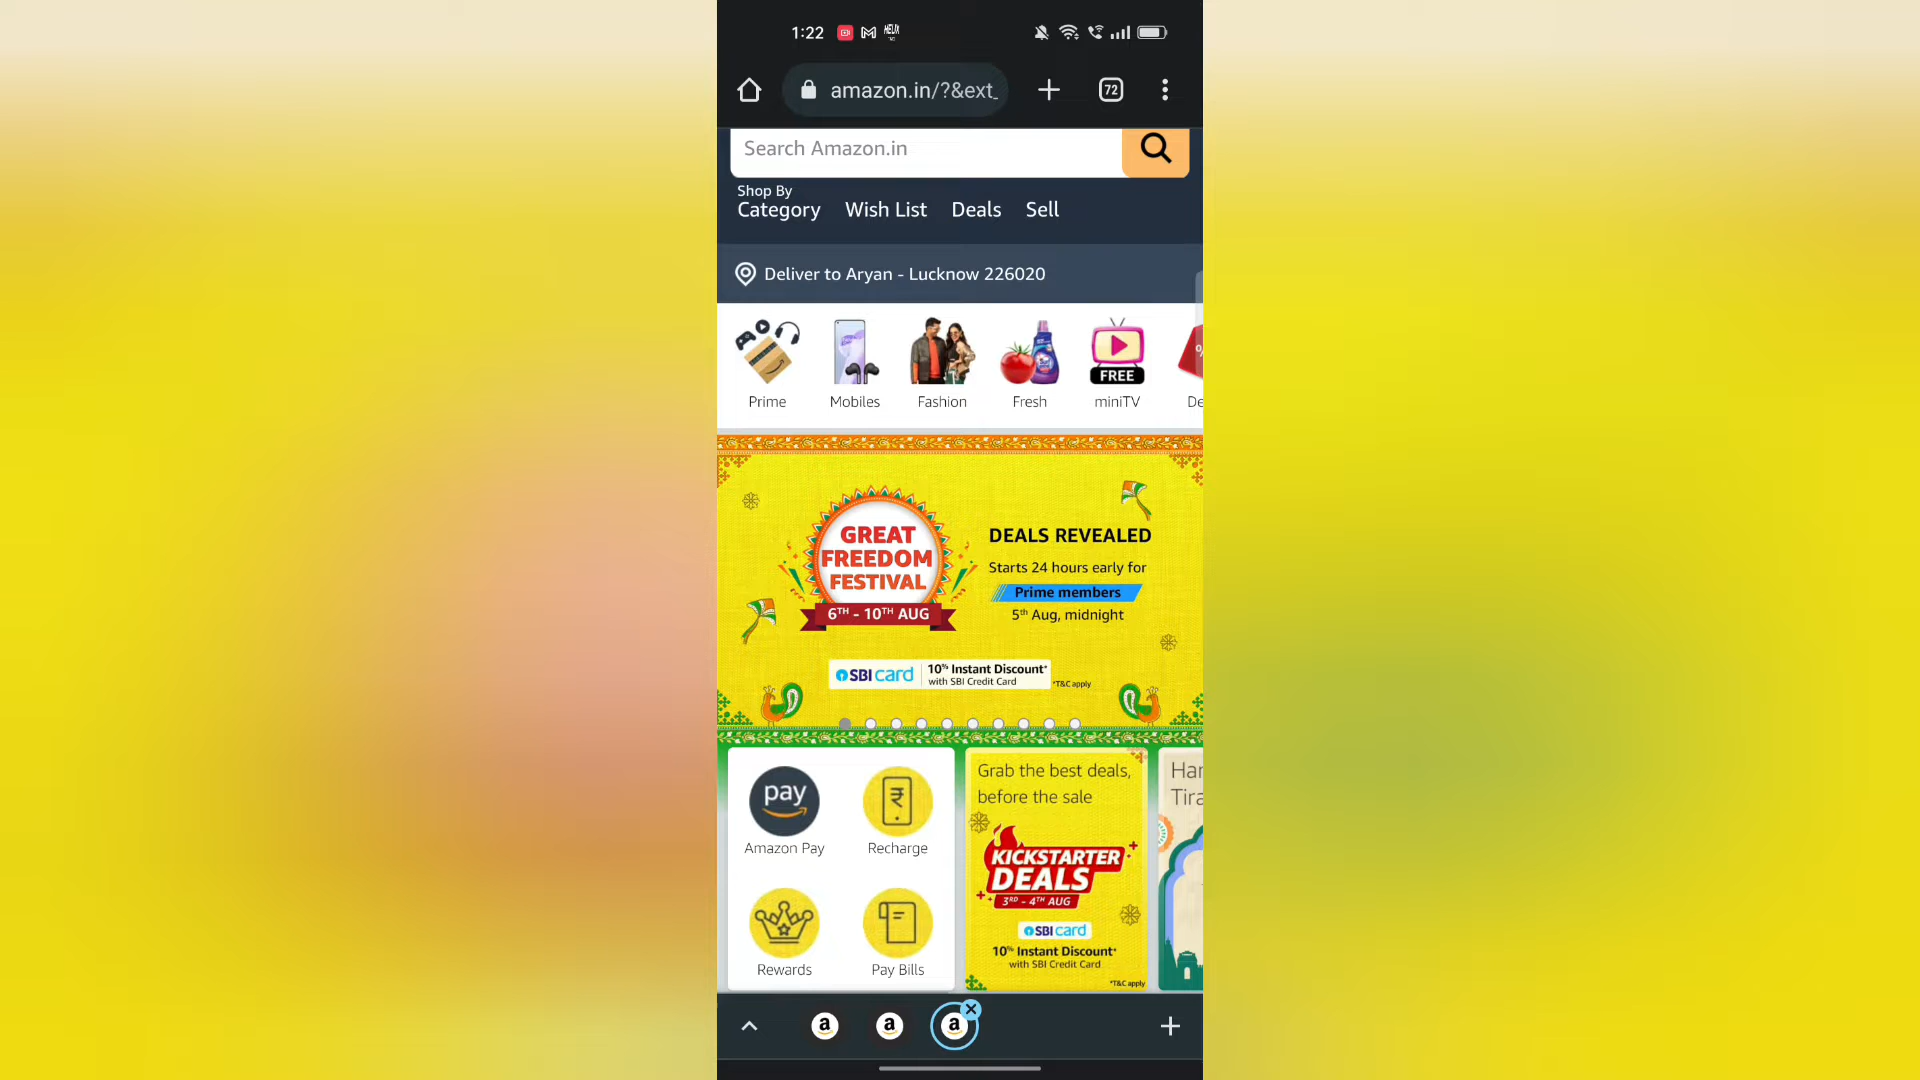 1:22
amazon.in/?&ext_
72
Search Amazon.in
Shop By
Category Wish List Deals Sell
Deliver to Aryan - Lucknow 226020
FREE
Prime Mobiles Fashion Fresh miniTV De
GREAT
FREEDOM
FESTIVAL
6TH - 10TH AUG
DEALS REVEALED
Starts 24 hours early for
Prime members
5th Aug, midnight
SBI card
10% Instant Discount*
with SBI Credit Card
*T&C apply
pay
Amazon Pay
Recharge
Rewards
Pay Bills
Grab the best deals,
before the sale
KICKSTARTER
DEALS
3RD - 4TH AUG
SBI card
10% Instant Discount*
with SBI Credit Card
*T&C apply
Har
Tira
a a a